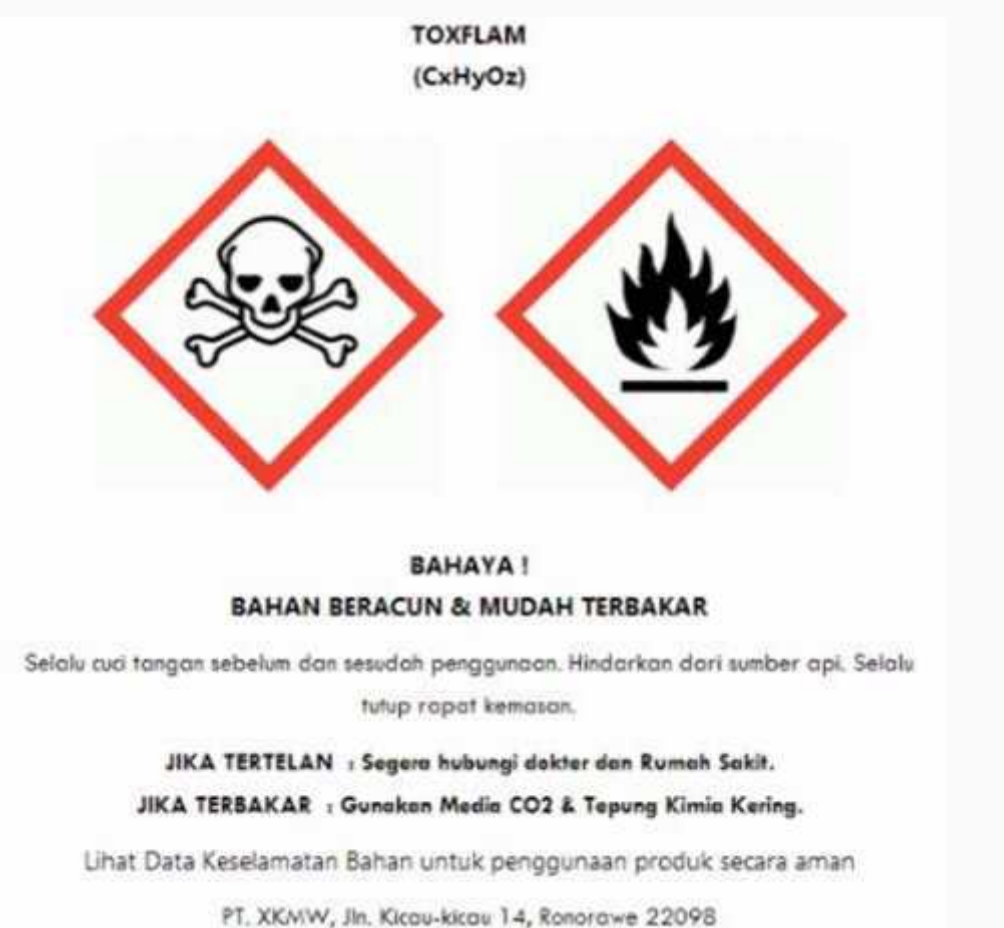 TOXFLAM
(CxHyOz)
BAHAYA !
BAHAN BERACUN & MUDAH TERBAKAR
Selalu cuci tangan sebelum dan sesudah penggunaan. Hindarkan dari sumber api. Selalu
tutup rapat kemasan.
JIKA TERTELAN : Segera hubungi dokter dan Rumah Sakit.
JIKA TERBAKAR : Gunakan Media CO2 & Tepung Kimia Kering.
Lihat Data Keselamatan Bahan untuk penggunaan produk secara aman
PT. XKMW, Jln. Kicau-kicau 14, Ronorawe 22098